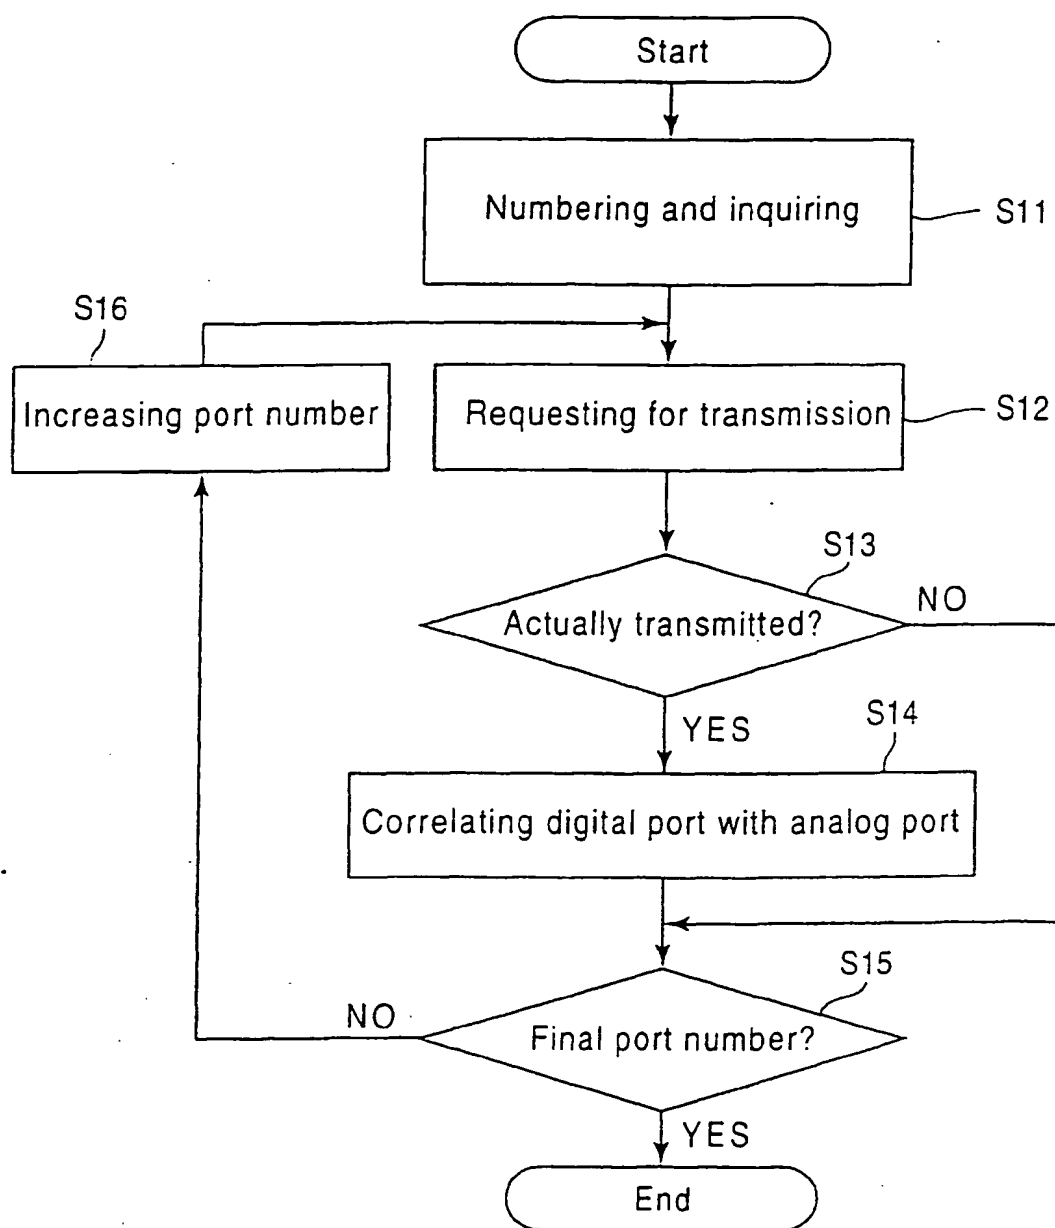 Start
Numbering and inquiring
S11
S16
Increasing port number
Requesting for transmission
S12
S13
Actually transmitted?
NO
YES
S14
Correlating digital port with analog port
S15
NO
Final port number?
YES
End